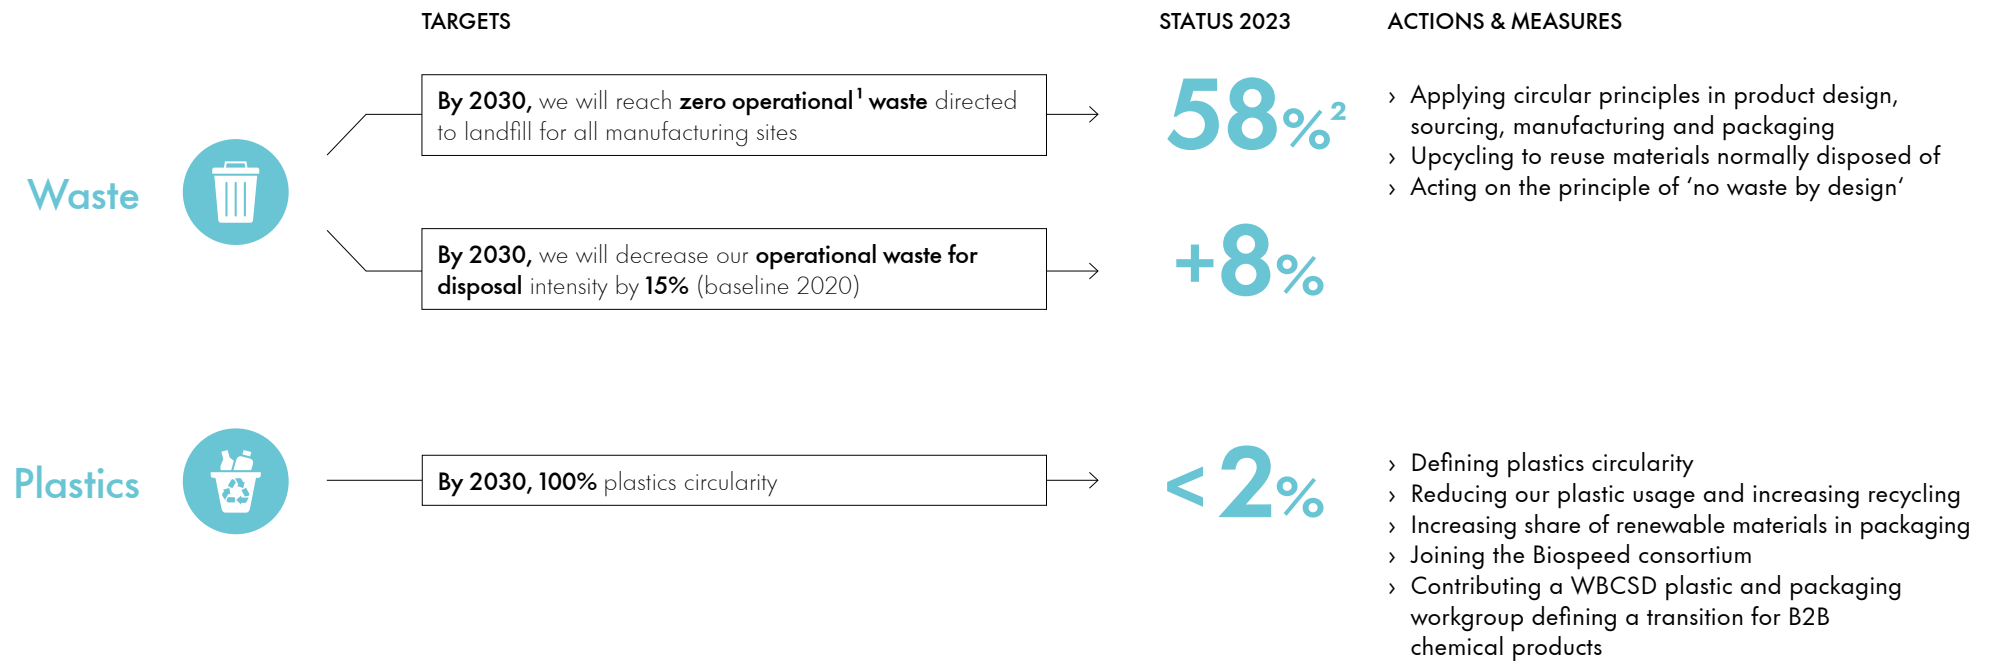 TARGETS
STATUS 2023
ACTIONS & MEASURES
Waste
By 2030, we will reach zero operational¹ waste directed
to landfill for all manufacturing sites
58%²
› Applying circular principles in product design,
sourcing, manufacturing and packaging
› Upcycling to reuse materials normally disposed of
› Acting on the principle of ‘no waste by design‘
By 2030, we will decrease our operational waste for
disposal intensity by 15% (baseline 2020)
+8%
Plastics
By 2030, 100% plastics circularity
<2%
› Defining plastics circularity
› Reducing our plastic usage and increasing recycling
› Increasing share of renewable materials in packaging
› Joining the Biospeed consortium
› Contributing a WBCSD plastic and packaging
workgroup defining a transition for B2B
chemical products